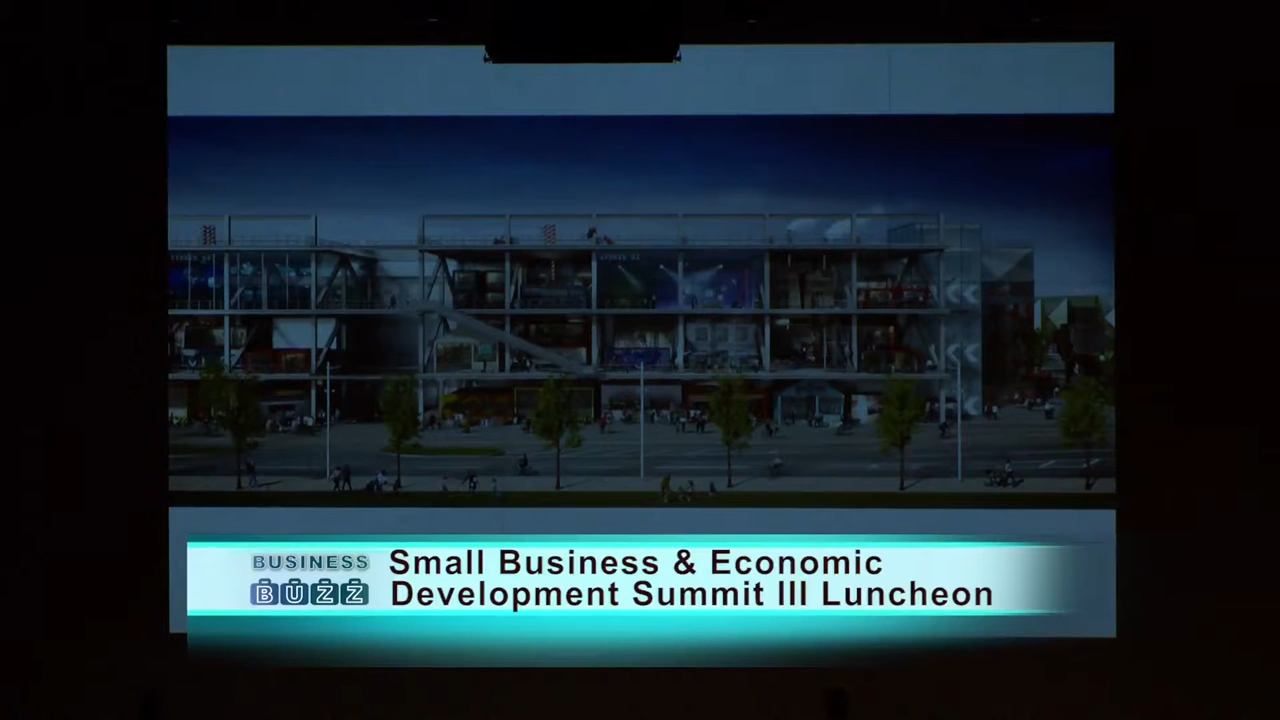 BUSINESS
BUZZ
Small Business & Economic
Development Summit III Luncheon